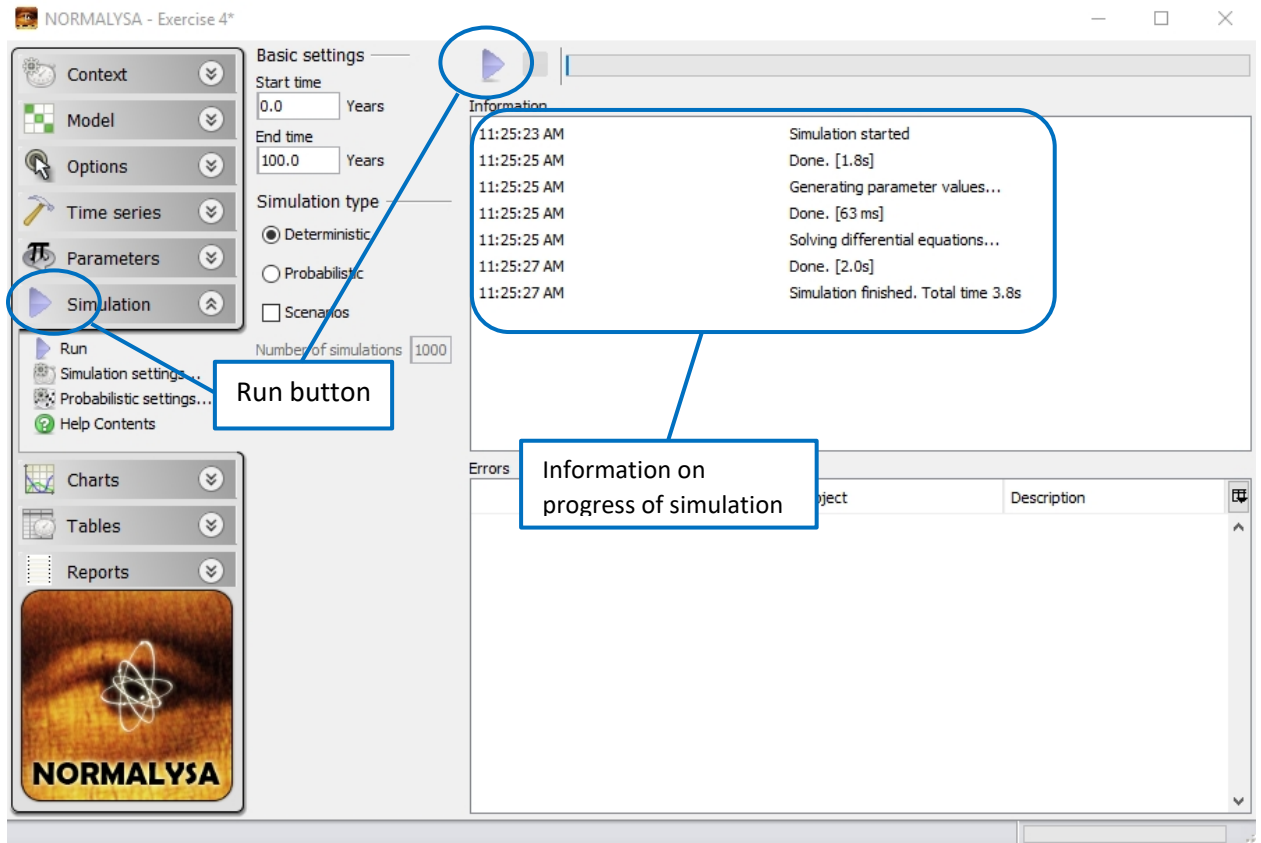 NORMALYSA - Exercise 4*
Context
Model
Options
Time series
Parameters
Simulation
Run
Simulation settings...
Probabilistic settings...
Help Contents
Charts
Tables
Reports
NORMALYSA
Basic settings
Start time
0.0 Years
End time
100.0 Years
Simulation type
Deterministic
Probabilistic
Scenarios
Number of simulations 1000
Run button
Information
11:25:23 AM Simulation started
11:25:25 AM Done. [1.8s]
11:25:25 AM Generating parameter values...
11:25:25 AM Done. [63 ms]
11:25:25 AM Solving differential equations...
11:25:27 AM Done. [2.0s]
11:25:27 AM Simulation finished. Total time 3.8s
Information on
progress of simulation
Errors
Description